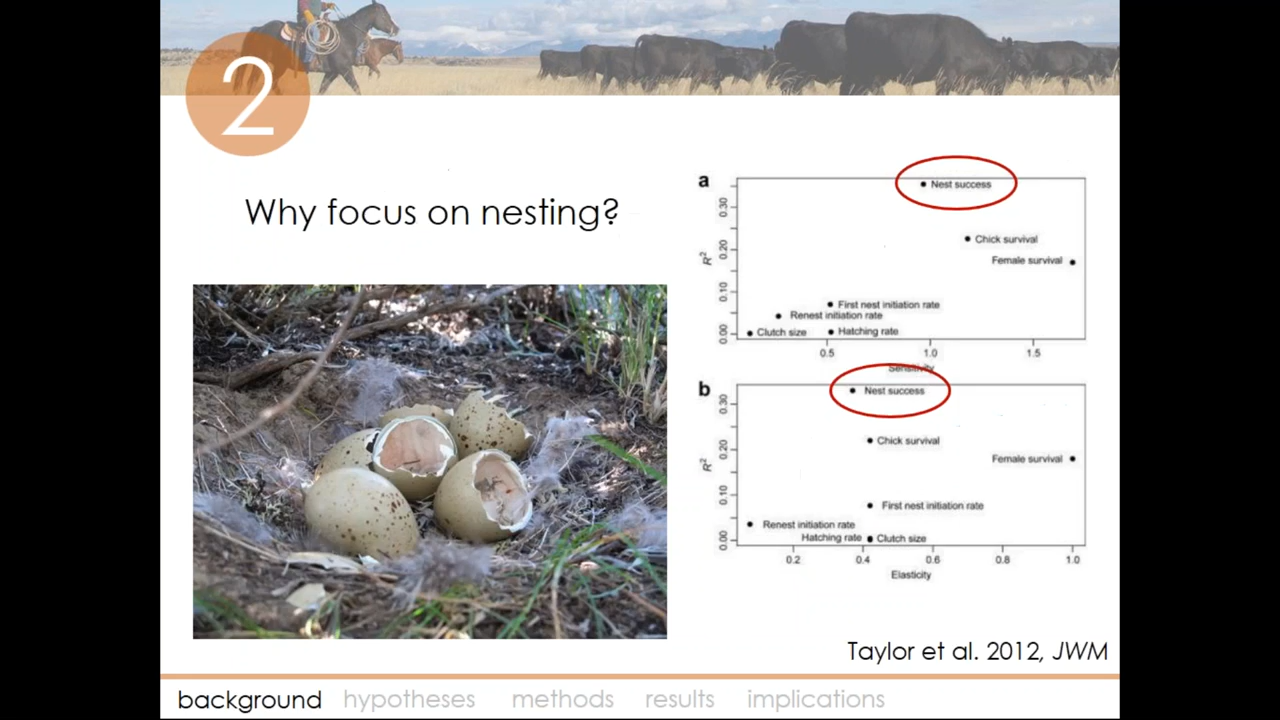 2
Why focus on nesting?
a
Nest success
Chick survival
Female survival
First nest initiation rate
Renest initiation rate
Clutch size
Hatching rate
R²
0.00
0.10
0.20
0.30
0.5
1.0
1.5
Sensitivity
b
Nest success
Chick survival
Female survival
First nest initiation rate
Renest initiation rate
Hatching rate
Clutch size
R²
0.00
0.10
0.20
0.30
0.2
0.4
0.6
0.8
1.0
Elasticity
Taylor et al. 2012, JWM
background hypotheses methods results implications